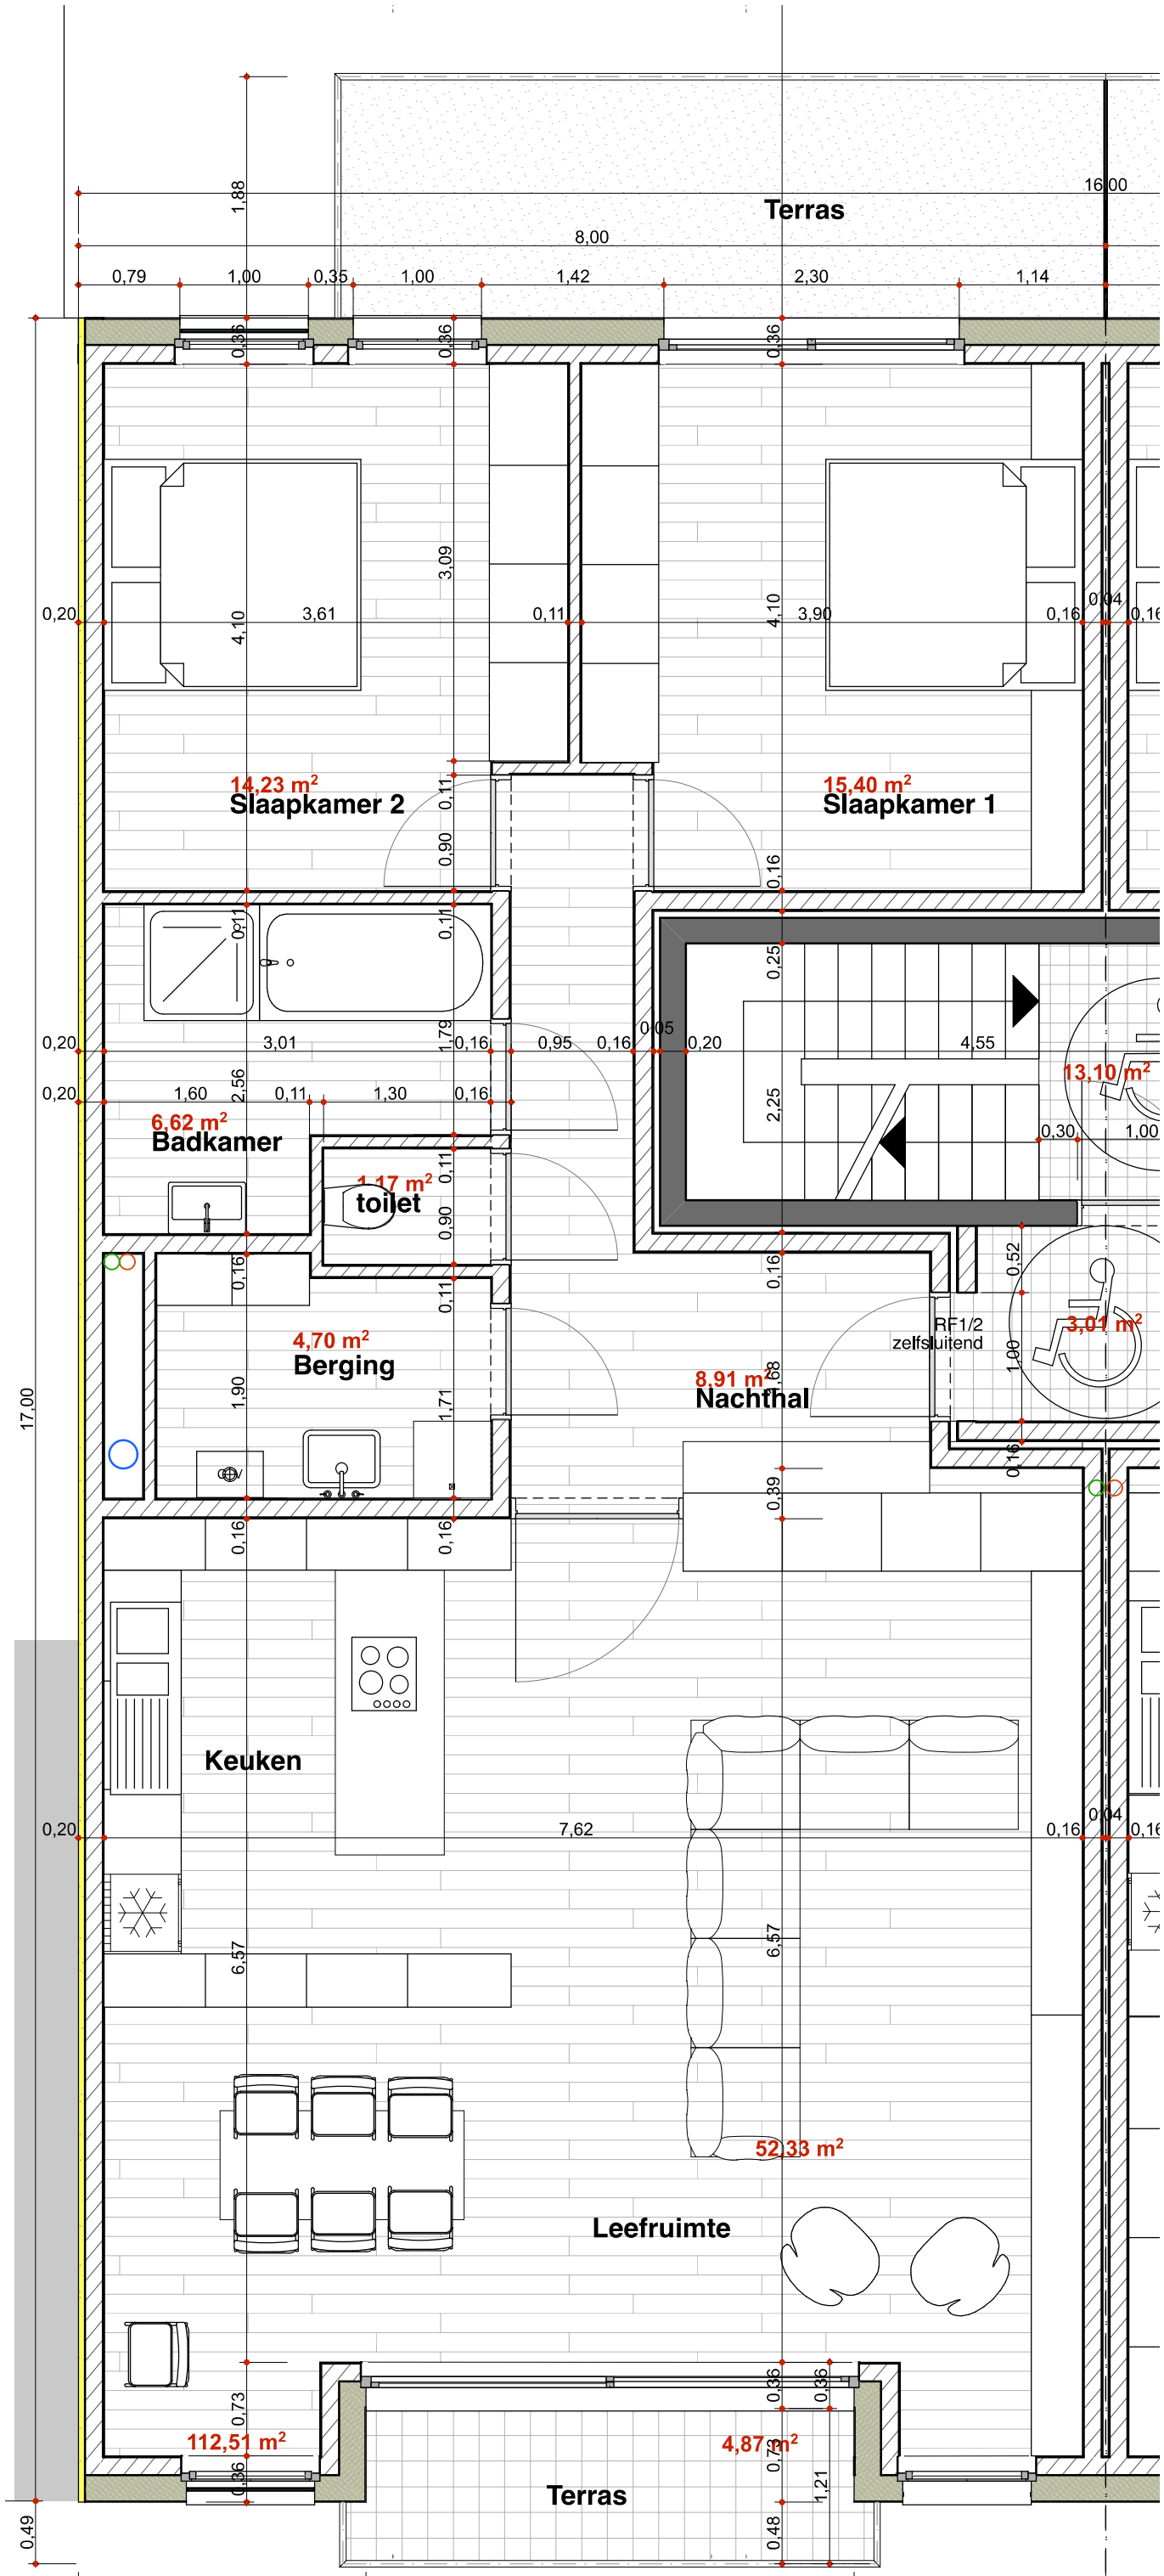 1,88
16,00
Terras
8,00
0,79 1,00 0,35 1,00 1,42 2,30 1,14
0,36 0,36 0,36
3,09
0,20 4,10 3,61 0,11 4,10 3,90 0,16 0,04 0,16
14,23 m²
Slaapkamer 2
15,40 m²
Slaapkamer 1
0,11
0,90
0,16
0,11 0,11
0,25
0,20 3,01 1,79 0,16 0,95 0,16 0,05 0,20 4,55
0,20 1,60 2,56 0,11 1,30 0,16 2,25
13,10 m²
6,62 m²
Badkamer
0,30 1,00
0,11
1,17 m²
toilet
0,90
0,16 0,11 0,16 0,52
RF1/2
zelfsluitend
3,01 m²
4,70 m²
Berging
1,00
8,91 m²
Nachthal
1,90 1,71
17,00
0,16
0,39
0,16 0,16
Keuken
0,20 7,62 0,16 0,04 0,16
6,57 6,57
52,33 m²
Leefruimte
0,36 0,36
0,73
112,51 m²
4,87 m²
0,73
0,36
1,21
Terras
0,49 0,48